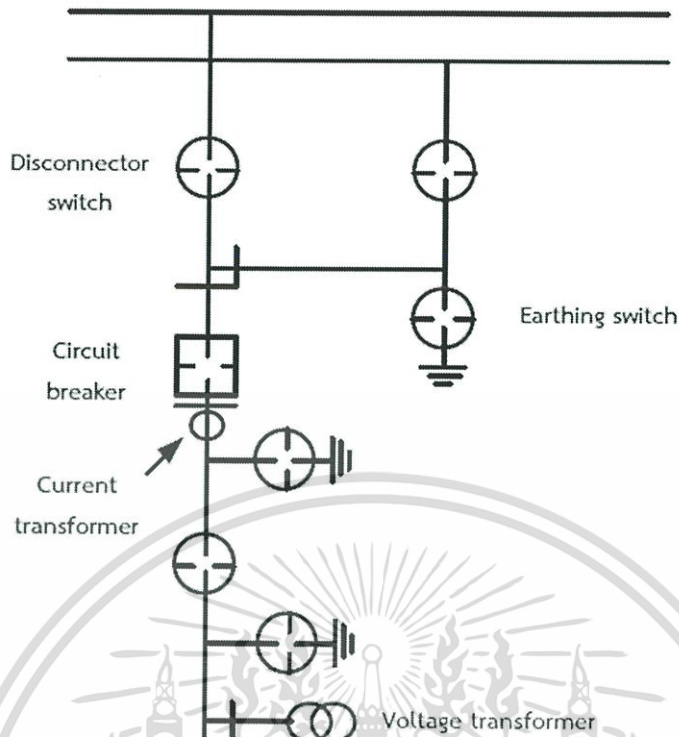 Disconnector
switch
Earthing switch
Circuit
breaker
Current
transformer
Voltage transformer